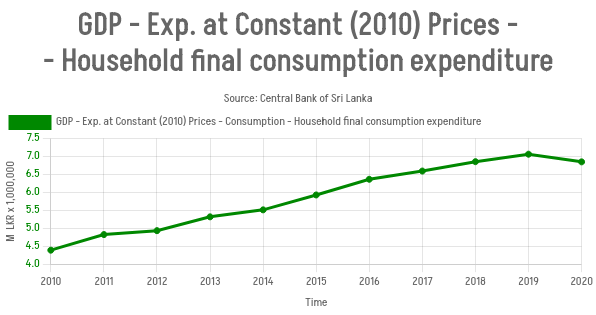 GDP - Exp. at Constant (2010) Prices -
- Household final consumption expenditure
Source: Central Bank of Sri Lanka
GDP - Exp. at Constant (2010) Prices - Consumption - Household final consumption expenditure
M LKR x 1,000,000
7.5
7.0
6.5
6.0
5.5
5.0
4.5
4.0
2010 2011 2012 2013 2014 2015 2016 2017 2018 2019 2020
Time